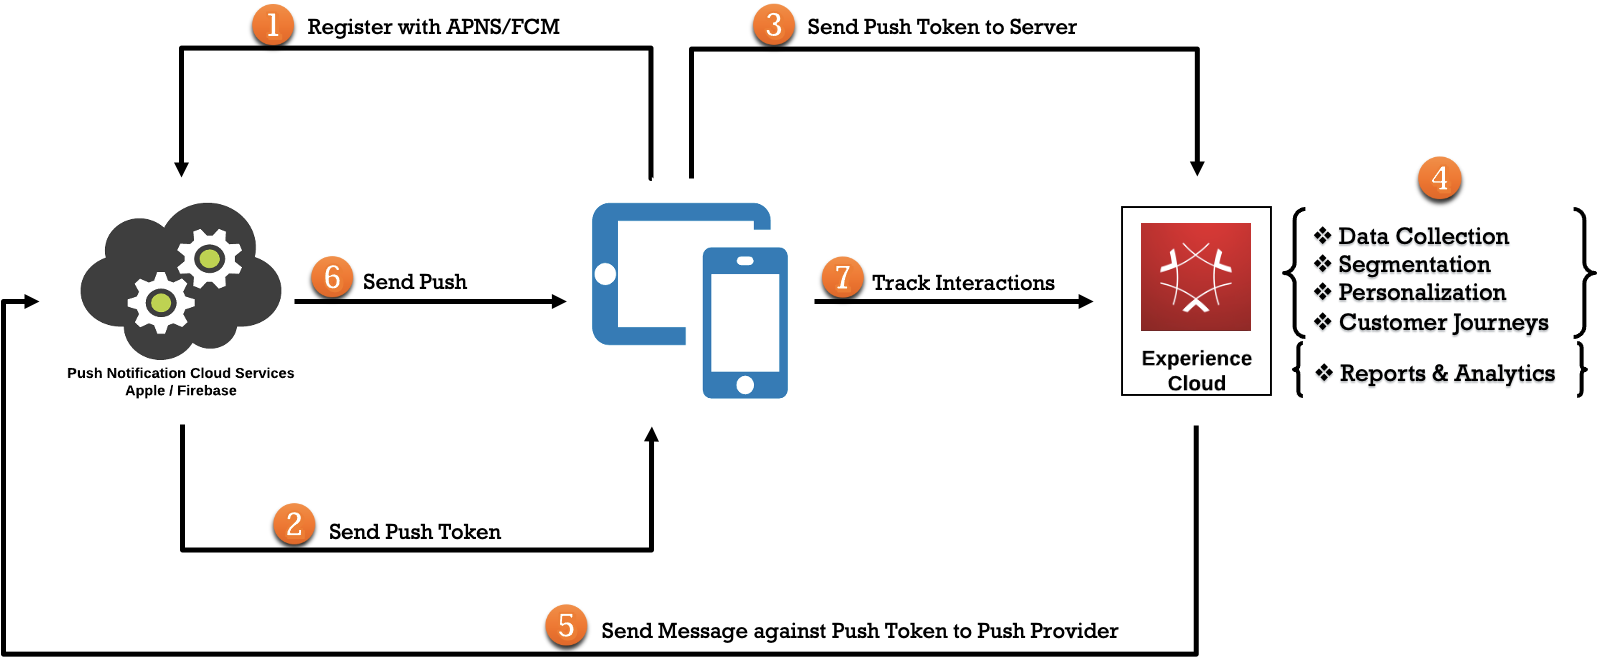 1 Register with APNS/FCM
3 Send Push Token to Server
4
❖ Data Collection
❖ Segmentation
❖ Personalization
❖ Customer Journeys
6 Send Push
7 Track Interactions
Experience
Cloud
❖ Reports & Analytics
Push Notification Cloud Services
Apple / Firebase
2 Send Push Token
5 Send Message against Push Token to Push Provider